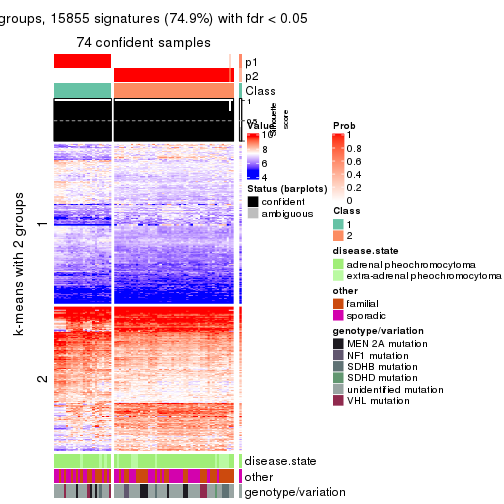 groups, 15855 signatures (74.9%) with fdr < 0.05
74 confident samples
p1
p2
Class
1
0.5
0
Silhouette
score
k-means with 2 groups
1
2
disease.state
other
genotype/variation
Value
10
8
6
4
Status (barplots)
confident
ambiguous
Prob
1
0.8
0.6
0.4
0.2
0
Class
1
2
disease.state
adrenal pheochromocytoma
extra-adrenal pheochromocytoma
other
familial
sporadic
genotype/variation
MEN 2A mutation
NF1 mutation
SDHB mutation
SDHD mutation
unidentified mutation
VHL mutation